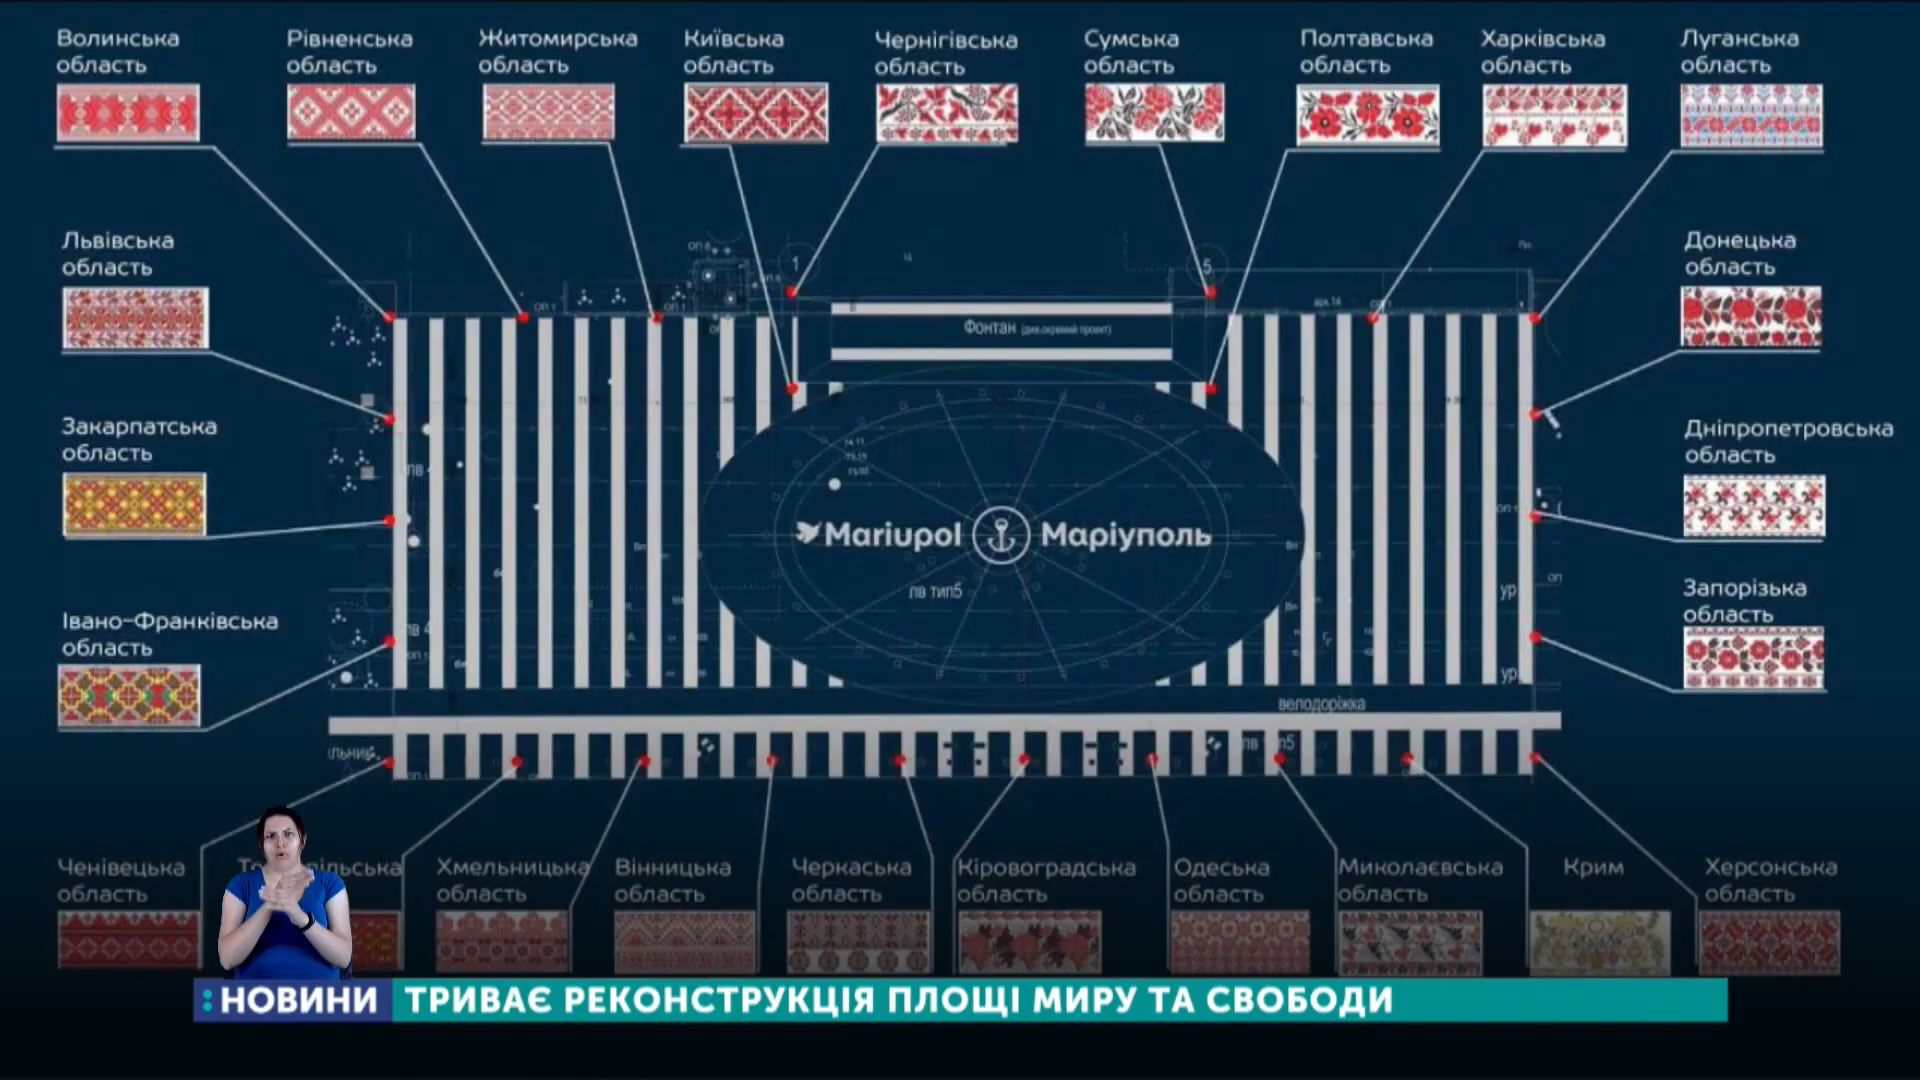 Волинська
область
Рівненська
область
Житомирська
область
Київська
область
Чернігівська
область
Сумська
область
Полтавська
область
Харківська
область
Луганська
область
Львівська
область
Донецька
область
Закарпатська
область
Дніпропетровська
область
Запорізька
область
Івано-Франківська
область
1
5
Фонтан
Mariupol
Маріуполь
лв тип5
велодоріжка
Ченівецька
область
Хмельницька
область
Вінницька
область
Черкаська
область
Кіровоградська
область
Одеська
область
Миколаєвська
область
Крим
Херсонська
область
НОВИНИ
ТРИВАЄ РЕКОНСТРУКЦІЯ ПЛОЩІ МИРУ ТА СВОБОДИ